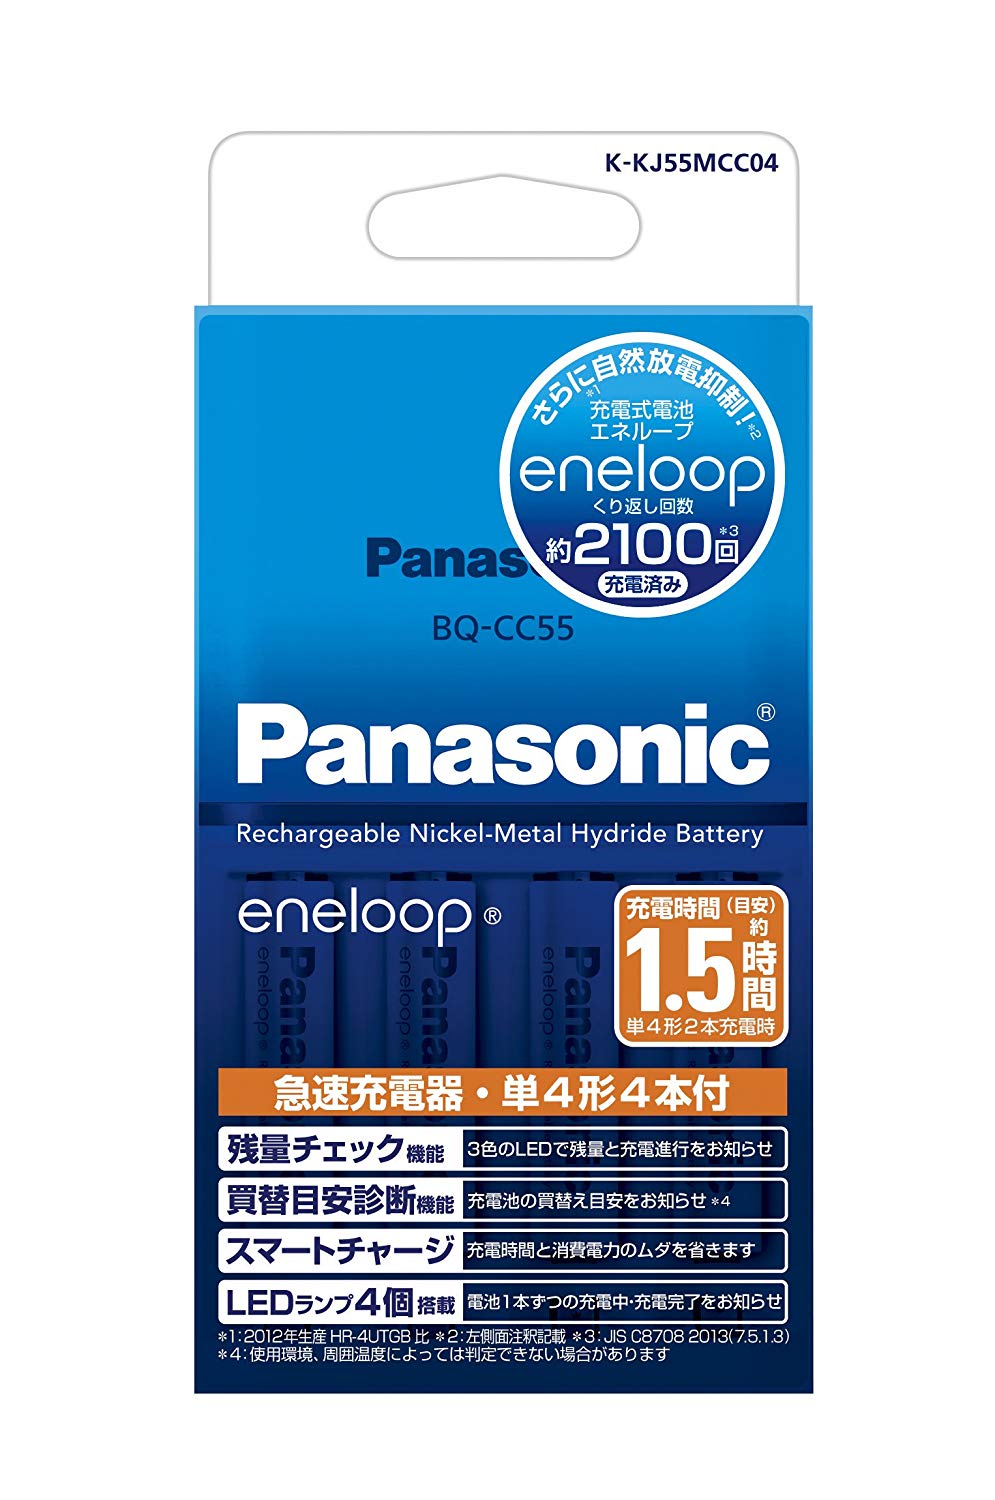 K-KJ55MCC04
さらに自然放電抑制!*2
*1
充電式電池
エネループ
eneloop
くり返し回数
約2100回*3
充電済み
Panas
BQ-CC55
Panasonic®
Rechargeable Nickel-Metal Hydride Battery
eneloop®
充電時間(目安)
約
1.5時間
単4形2本充電時
急速充電器・単4形4本付
残量チェック機能 3色のLEDで残量と充電進行をお知らせ
買替目安診断機能 充電池の買替え目安をお知らせ*4
スマートチャージ 充電時間と消費電力のムダを省きます
LEDランプ4個搭載 電池1本ずつの充電中・充電完了をお知らせ
*1:2012年生産 HR-4UTGB 比 *2:左側面注釈記載 *3:JIS C8708 2013(7.5.1.3)
*4:使用環境、周囲温度によっては判定できない場合があります